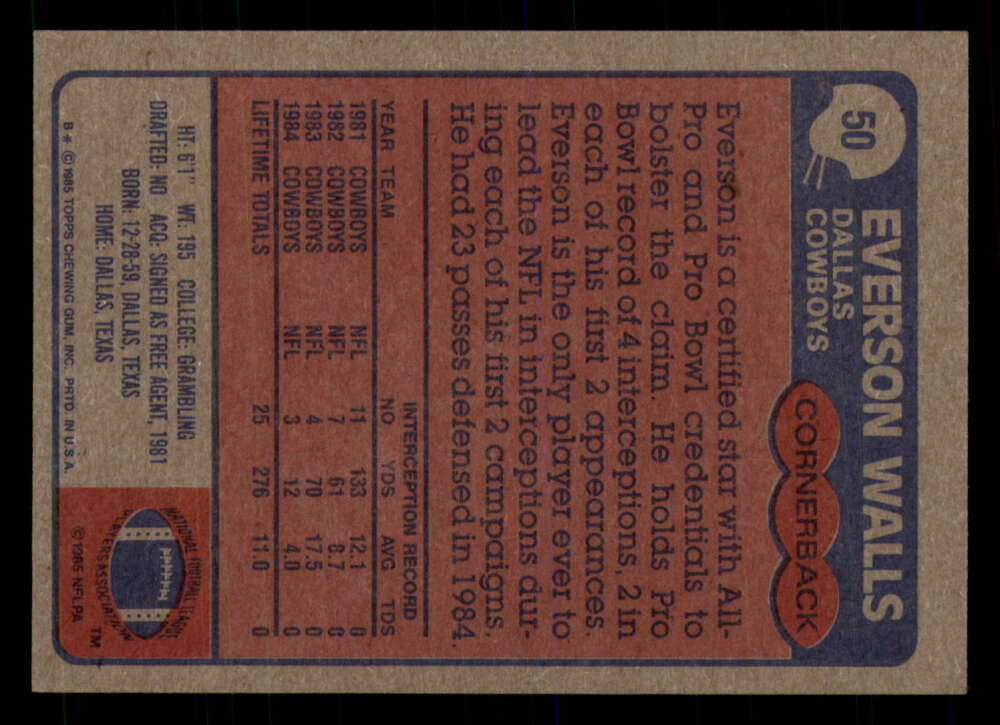 50
EVERSON WALLS
DALLAS
COWBOYS
CORNERBACK
Everson is a certified star with All-
Pro and Pro Bowl credentials to
bolster the claim. He holds Pro
Bowl record of 4 interceptions, 2 in
each of his first 2 appearances.
Everson is the only player ever to
lead the NFL in interceptions dur-
ing each of his first 2 campaigns.
He had 23 passes defensed in 1984.
INTERCEPTION RECORD
YEAR TEAM NO YDS AVG TDS
1981 COWBOYS NFL 11 133 12.1 0
1982 COWBOYS NFL 7 61 8.7 0
1983 COWBOYS NFL 4 70 17.5 0
1984 COWBOYS NFL 3 12 4.0 0
LIFETIME TOTALS 25 276 11.0 0
HT: 6'1" WT: 195 COLLEGE: GRAMBLING
DRAFTED: NO ACQ: SIGNED AS FREE AGENT, 1981
BORN: 12-28-59, DALLAS, TEXAS
HOME: DALLAS, TEXAS
B* © 1985 TOPPS CHEWING GUM, INC. PRTD. IN U.S.A.
NATIONAL FOOTBALL LEAGUE
PLAYERS ASSOCIATION
TM
© 1985 NFLPA